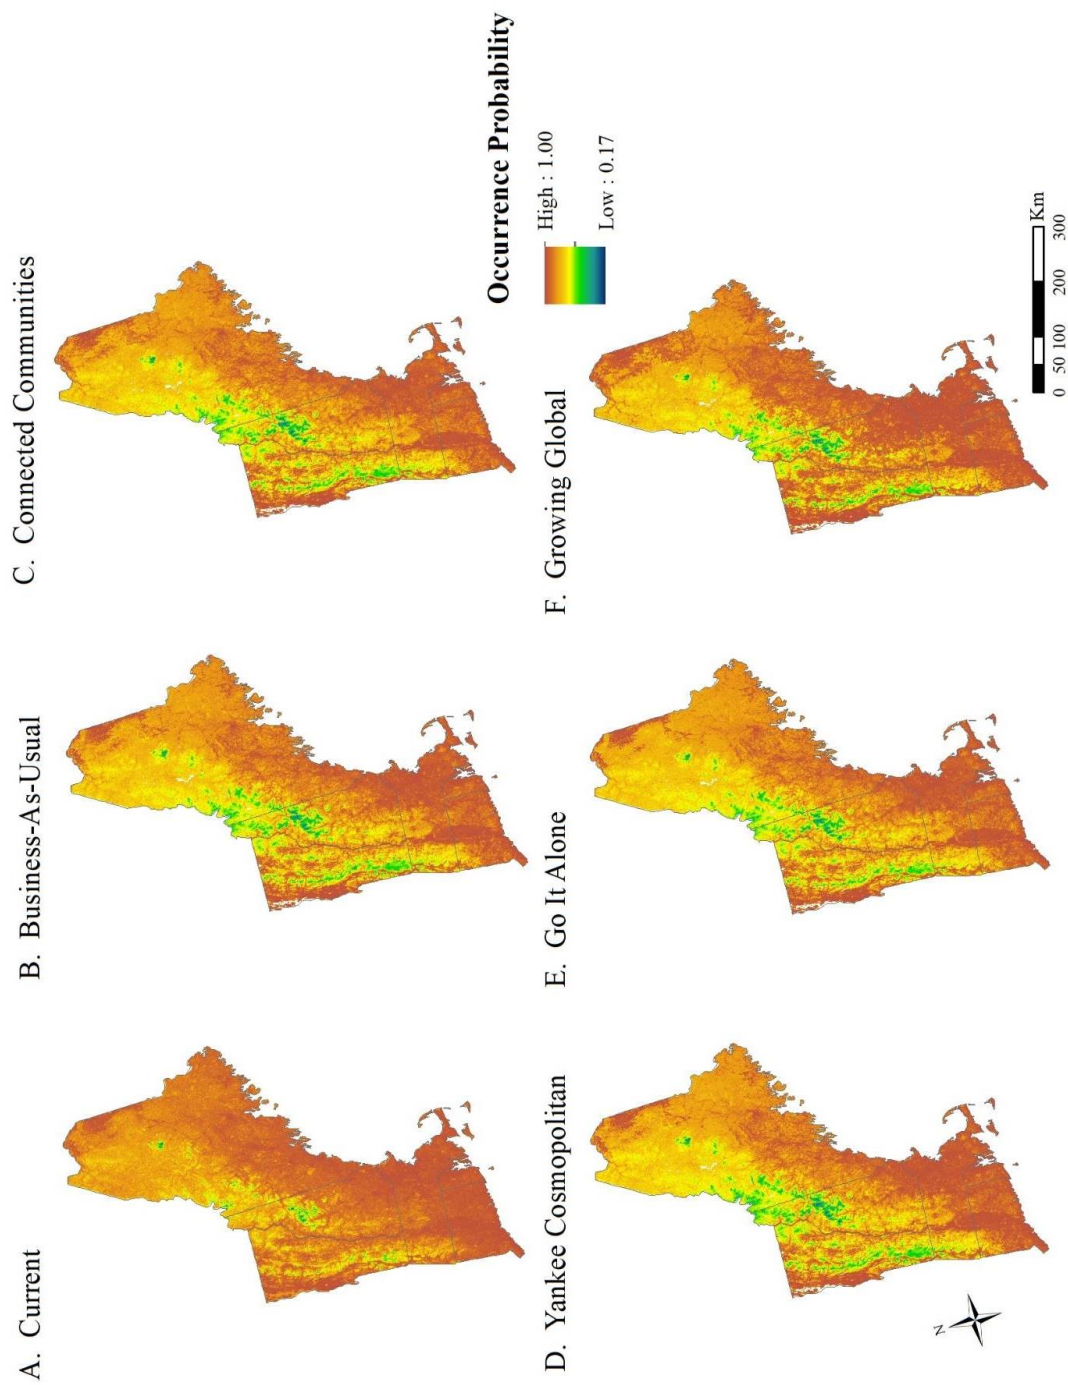 A. Current
B. Business-As-Usual
C. Connected Communities
Occurrence Probability
High : 1.00
Low : 0.17
D. Yankee Cosmopolitan
E. Go It Alone
F. Growing Global
N
0 50 100 200 300
Km